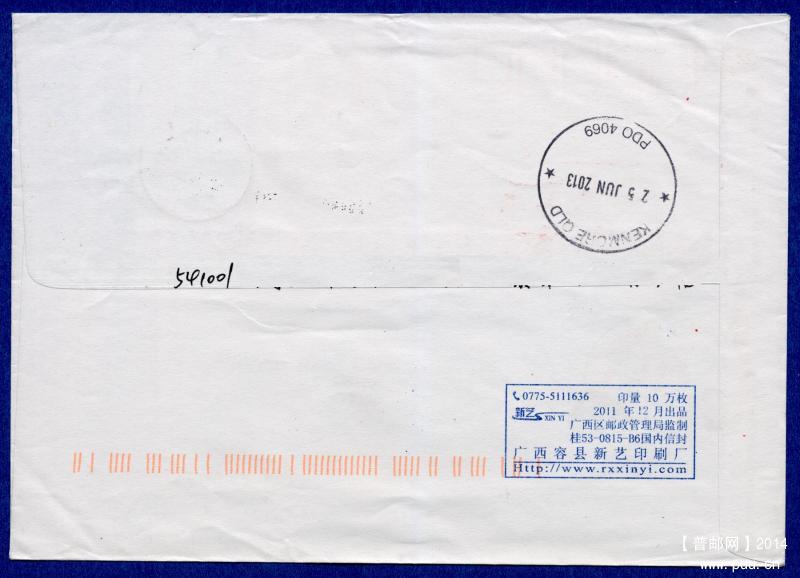 PDO 4069
25 JUN 2013
KENMORE QLD
541001
0775-5111636 印量 10 万枚
新艺 XIN YI 2011 年 12 月出品
广西区邮政管理局监制
桂53-0815-B6国内信封
广西容县新艺印刷厂
Http://www.rxxinyi.com
【普邮网】2014
www.puu.cn